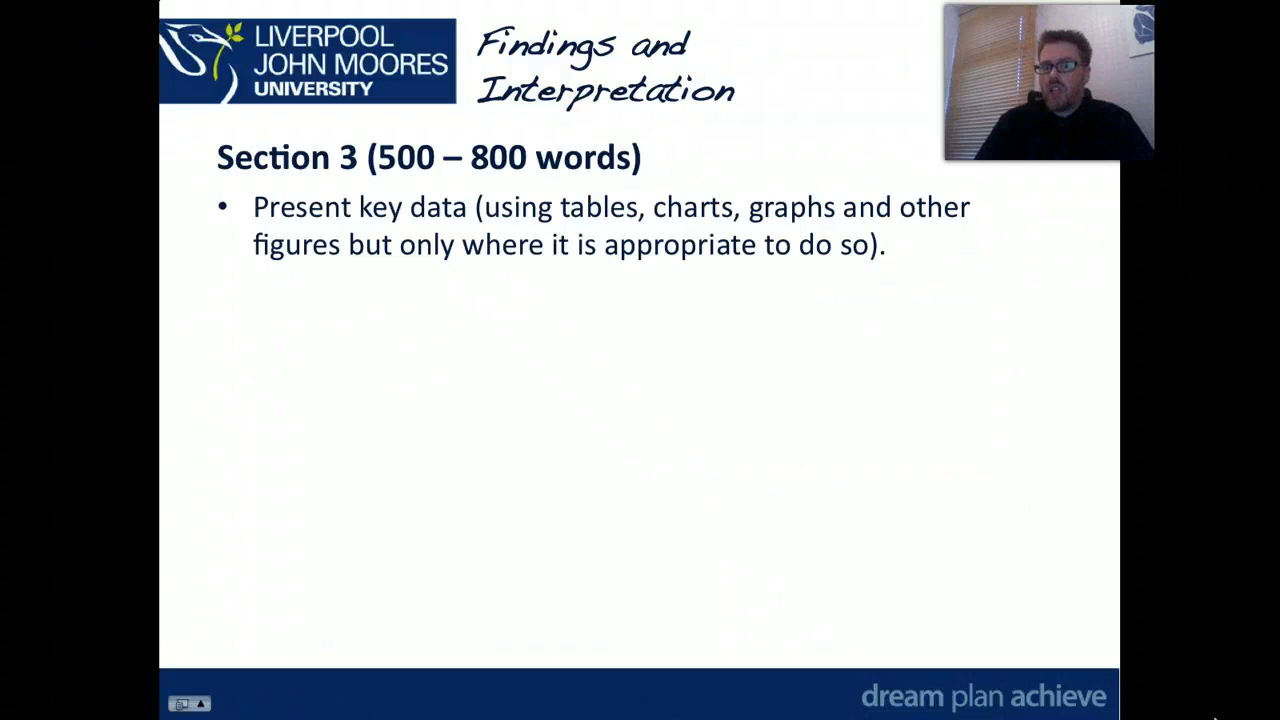 LIVERPOOL
JOHN MOORES
UNIVERSITY
Findings and
Interpretation
Section 3 (500 – 800 words)
• Present key data (using tables, charts, graphs and other
figures but only where it is appropriate to do so).
dream plan achieve